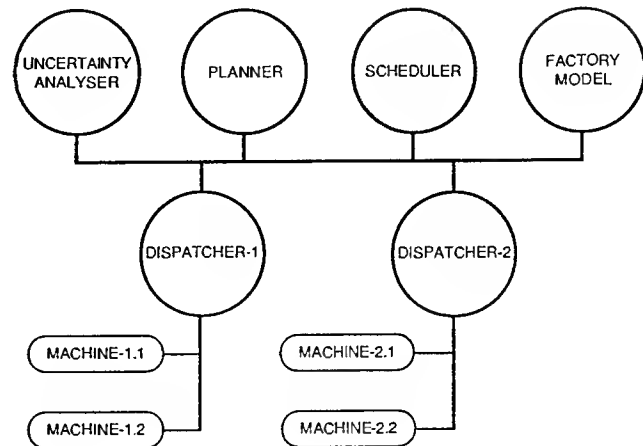 UNCERTAINTY
ANALYSER
PLANNER
SCHEDULER
FACTORY
MODEL
DISPATCHER-1
DISPATCHER-2
MACHINE-1.1
MACHINE-2.1
MACHINE-1.2
MACHINE-2.2